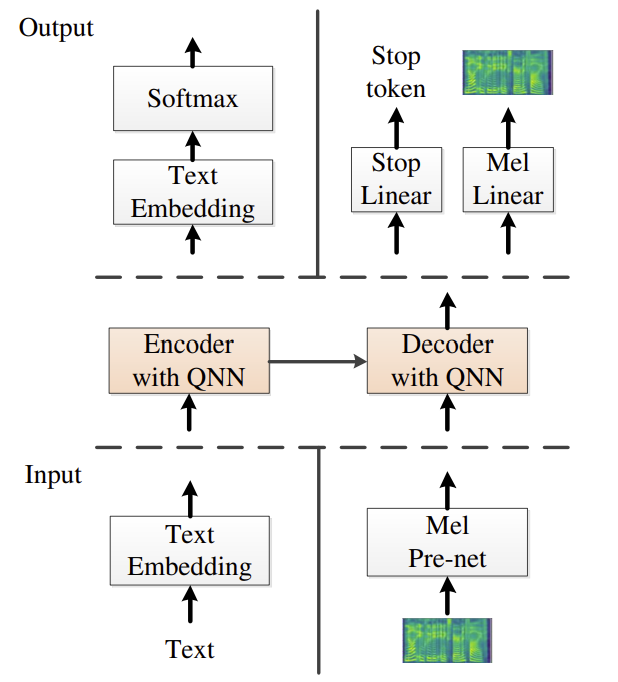 Output
Softmax
Text
Embedding
Stop
token
Stop
Linear
Mel
Linear
Encoder
with QNN
Decoder
with QNN
Input
Text
Embedding
Text
Mel
Pre-net